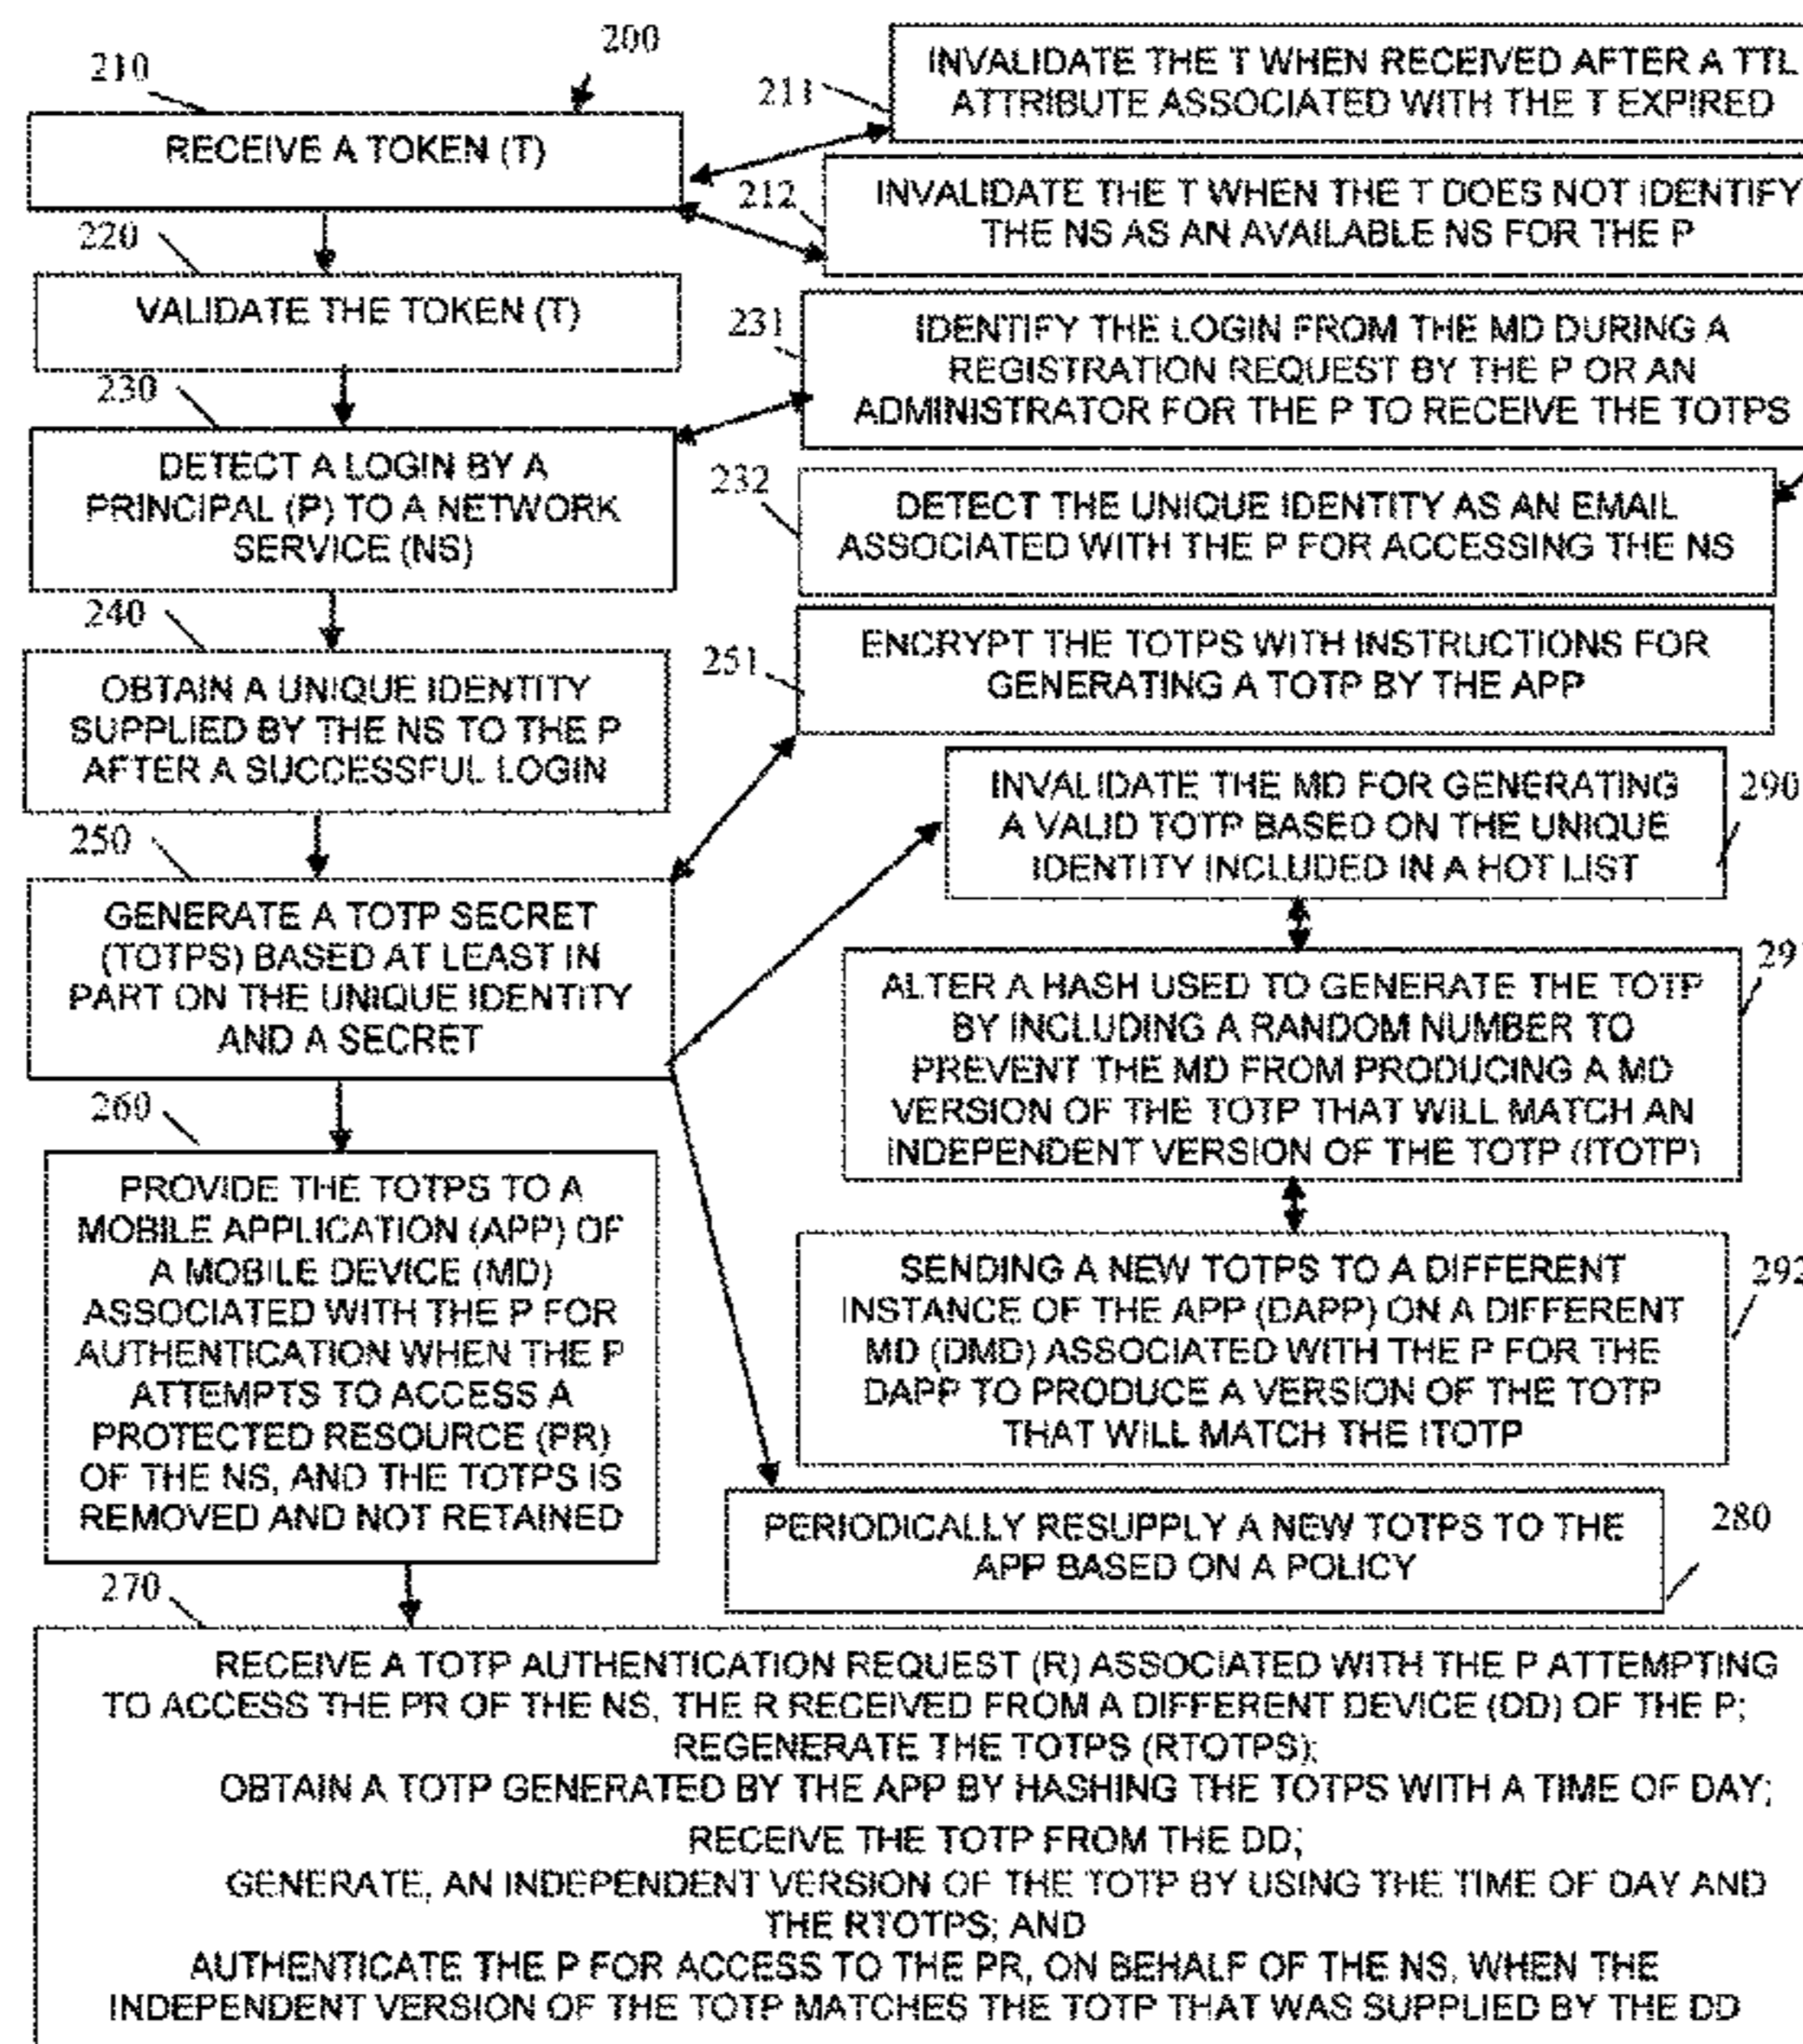 200
210
RECEIVE A TOKEN (T)
211
INVALIDATE THE T WHEN RECEIVED AFTER A TTL
ATTRIBUTE ASSOCIATED WITH THE T EXPIRED
212
INVALIDATE THE T WHEN THE T DOES NOT IDENTIFY
THE NS AS AN AVAILABLE NS FOR THE P
220
VALIDATE THE TOKEN (T)
230
DETECT A LOGIN BY A
PRINCIPAL (P) TO A NETWORK
SERVICE (NS)
231
IDENTIFY THE LOGIN FROM THE MD DURING A
REGISTRATION REQUEST BY THE P OR AN
ADMINISTRATOR FOR THE P TO RECEIVE THE TOTPS
232
DETECT THE UNIQUE IDENTITY AS AN EMAIL
ASSOCIATED WITH THE P FOR ACCESSING THE NS
240
OBTAIN A UNIQUE IDENTITY
SUPPLIED BY THE NS TO THE P
AFTER A SUCCESSFUL LOGIN
251
ENCRYPT THE TOTPS WITH INSTRUCTIONS FOR
GENERATING A TOTP BY THE APP
250
GENERATE A TOTP SECRET
(TOTPS) BASED AT LEAST IN
PART ON THE UNIQUE IDENTITY
AND A SECRET
290
INVALIDATE THE MD FOR GENERATING
A VALID TOTP BASED ON THE UNIQUE
IDENTITY INCLUDED IN A HOT LIST
ALTER A HASH USED TO GENERATE THE TOTP
BY INCLUDING A RANDOM NUMBER TO
PREVENT THE MD FROM PRODUCING A MD
VERSION OF THE TOTP THAT WILL MATCH AN
INDEPENDENT VERSION OF THE TOTP (ITOTP)
292
SENDING A NEW TOTPS TO A DIFFERENT
INSTANCE OF THE APP (DAPP) ON A DIFFERENT
MD (DMD) ASSOCIATED WITH THE P FOR THE
DAPP TO PRODUCE A VERSION OF THE TOTP
THAT WILL MATCH THE ITOTP
260
PROVIDE THE TOTPS TO A
MOBILE APPLICATION (APP) OF
A MOBILE DEVICE (MD)
ASSOCIATED WITH THE P FOR
AUTHENTICATION WHEN THE P
ATTEMPTS TO ACCESS A
PROTECTED RESOURCE (PR)
OF THE NS, AND THE TOTPS IS
REMOVED AND NOT RETAINED
280
PERIODICALLY RESUPPLY A NEW TOTPS TO THE
APP BASED ON A POLICY
270
RECEIVE A TOTP AUTHENTICATION REQUEST (R) ASSOCIATED WITH THE P ATTEMPTING
TO ACCESS THE PR OF THE NS, THE R RECEIVED FROM A DIFFERENT DEVICE (DD) OF THE P;
REGENERATE THE TOTPS (RTOTPS);
OBTAIN A TOTP GENERATED BY THE APP BY HASHING THE TOTPS WITH A TIME OF DAY;
RECEIVE THE TOTP FROM THE DD;
GENERATE, AN INDEPENDENT VERSION OF THE TOTP BY USING THE TIME OF DAY AND
THE RTOTPS; AND
AUTHENTICATE THE P FOR ACCESS TO THE PR, ON BEHALF OF THE NS, WHEN THE
INDEPENDENT VERSION OF THE TOTP MATCHES THE TOTP THAT WAS SUPPLIED BY THE DD